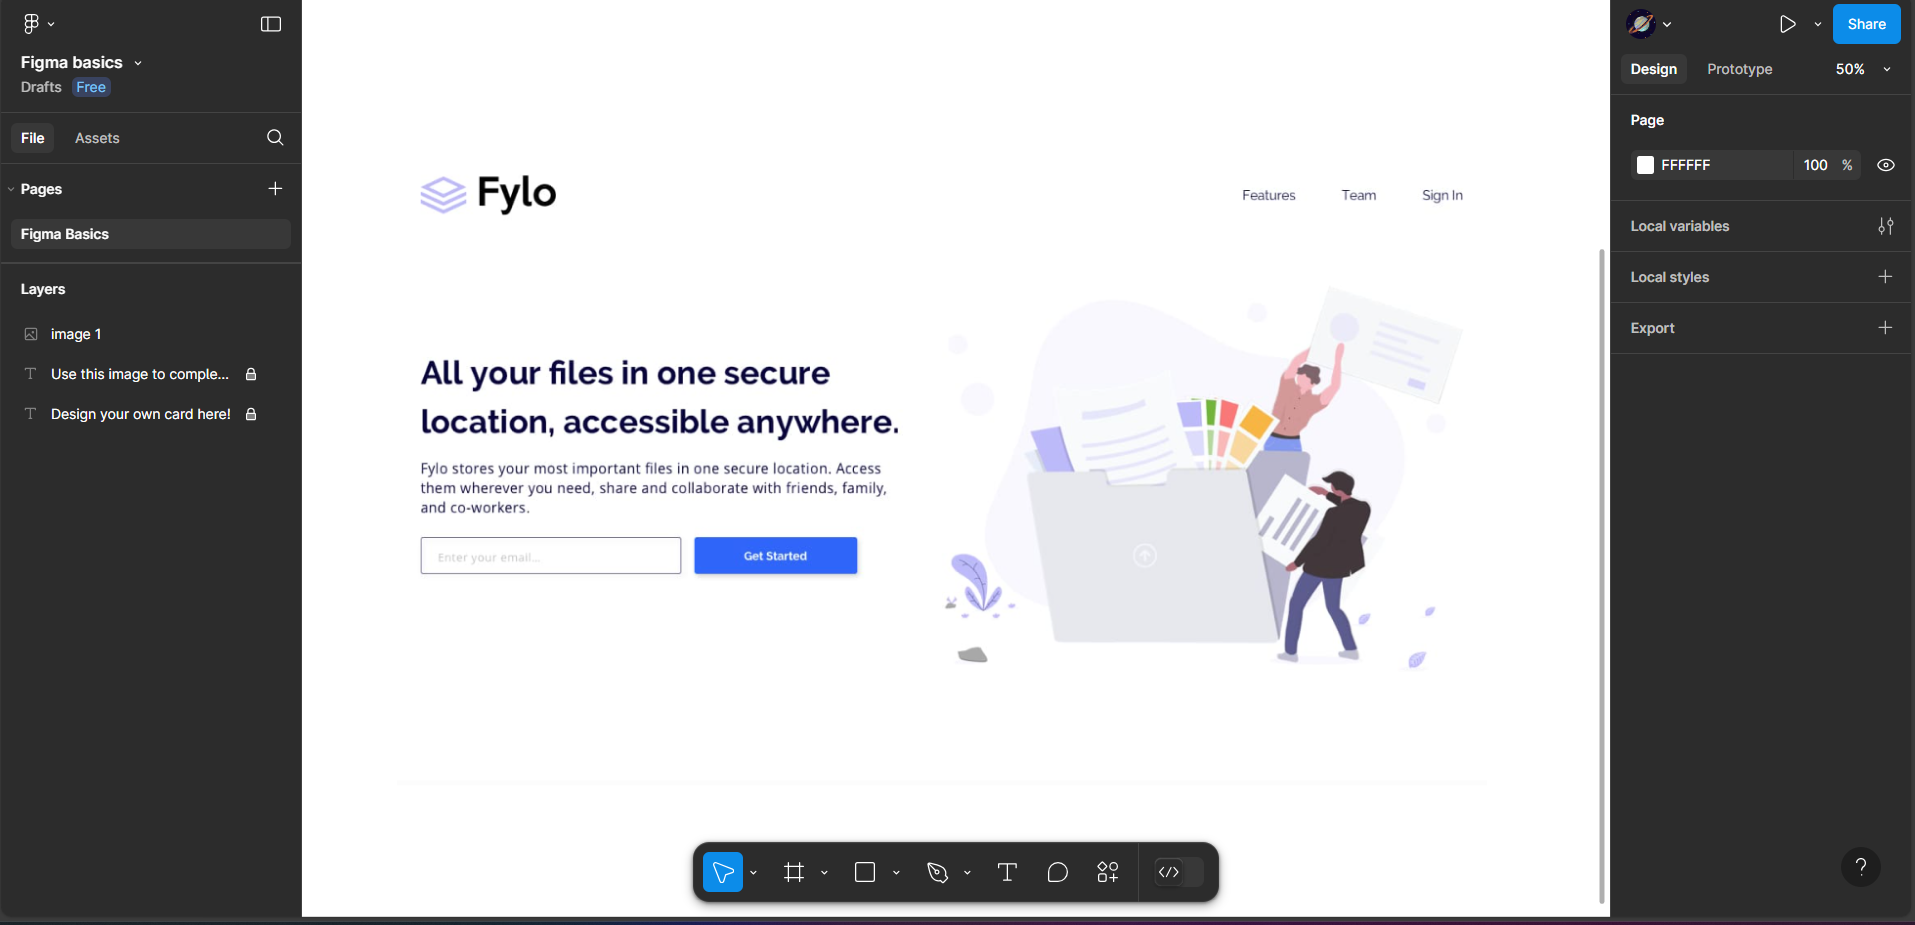 Figma basics
Drafts Free
File Assets
Pages
Figma Basics
Layers
image 1
Use this image to comple...
Design your own card here!
Fylo
Features Team Sign In
All your files in one secure
location, accessible anywhere.
Fylo stores your most important files in one secure location. Access
them wherever you need, share and collaborate with friends, family,
and co-workers.
Enter your email...
Get Started
Share
Design Prototype 50%
Page
FFFFFF 100 %
Local variables
Local styles
Export
?